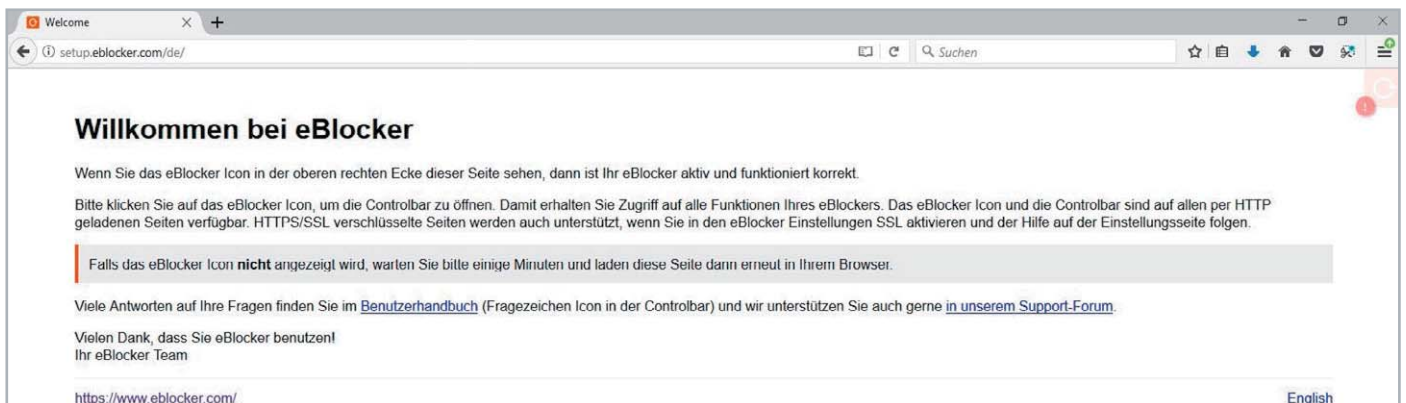 Welcome
setup.eblocker.com/de/
Suchen
1
Willkommen bei eBlocker
Wenn Sie das eBlocker Icon in der oberen rechten Ecke dieser Seite sehen, dann ist Ihr eBlocker aktiv und funktioniert korrekt.
Bitte klicken Sie auf das eBlocker Icon, um die Controlbar zu öffnen. Damit erhalten Sie Zugriff auf alle Funktionen Ihres eBlockers. Das eBlocker Icon und die Controlbar sind auf allen per HTTP
geladenen Seiten verfügbar. HTTPS/SSL verschlüsselte Seiten werden auch unterstützt, wenn Sie in den eBlocker Einstellungen SSL aktivieren und der Hilfe auf der Einstellungsseite folgen.
Falls das eBlocker Icon nicht angezeigt wird, warten Sie bitte einige Minuten und laden diese Seite dann erneut in Ihrem Browser.
Viele Antworten auf Ihre Fragen finden Sie im Benutzerhandbuch (Fragezeichen Icon in der Controlbar) und wir unterstützen Sie auch gerne in unserem Support-Forum.
Vielen Dank, dass Sie eBlocker benutzen!
Ihr eBlocker Team
https://www.eblocker.com/
English